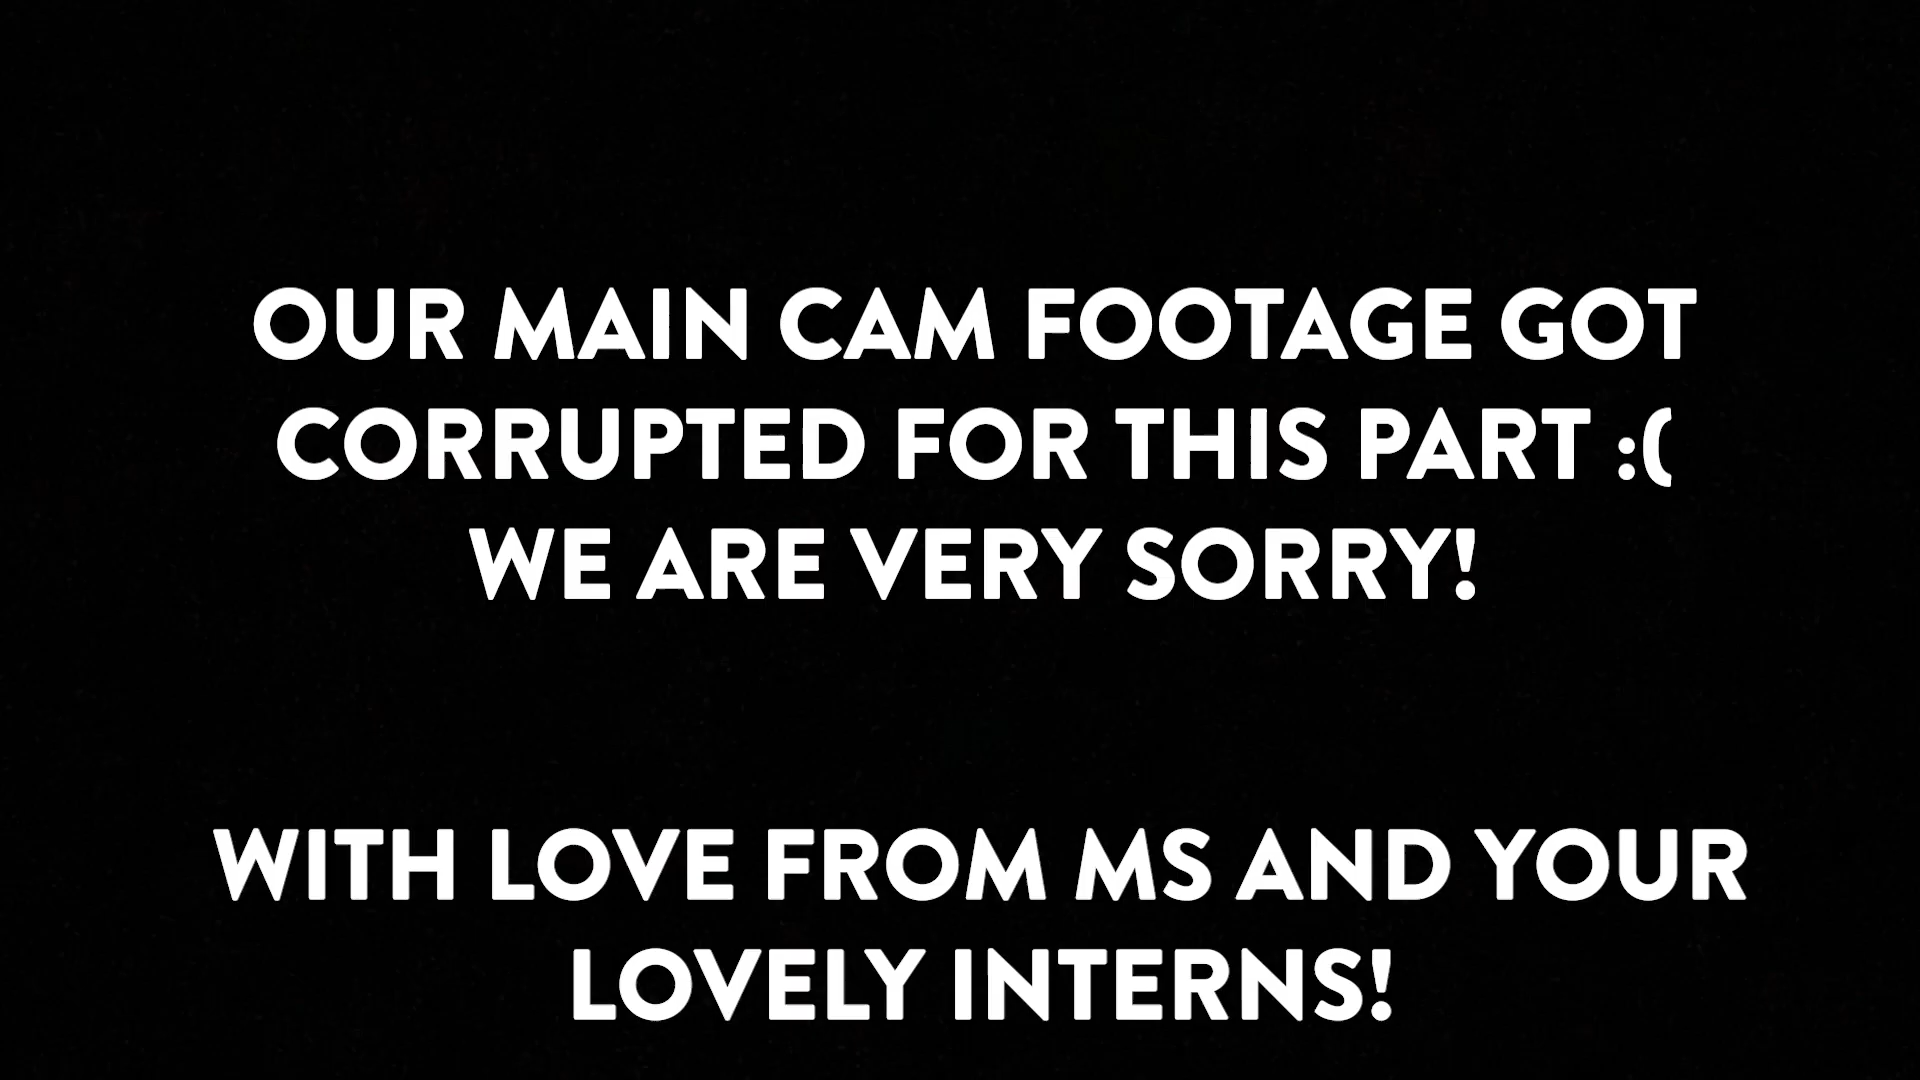 OUR MAIN CAM FOOTAGE GOT
CORRUPTED FOR THIS PART :(
WE ARE VERY SORRY!
WITH LOVE FROM MS AND YOUR
LOVELY INTERNS!